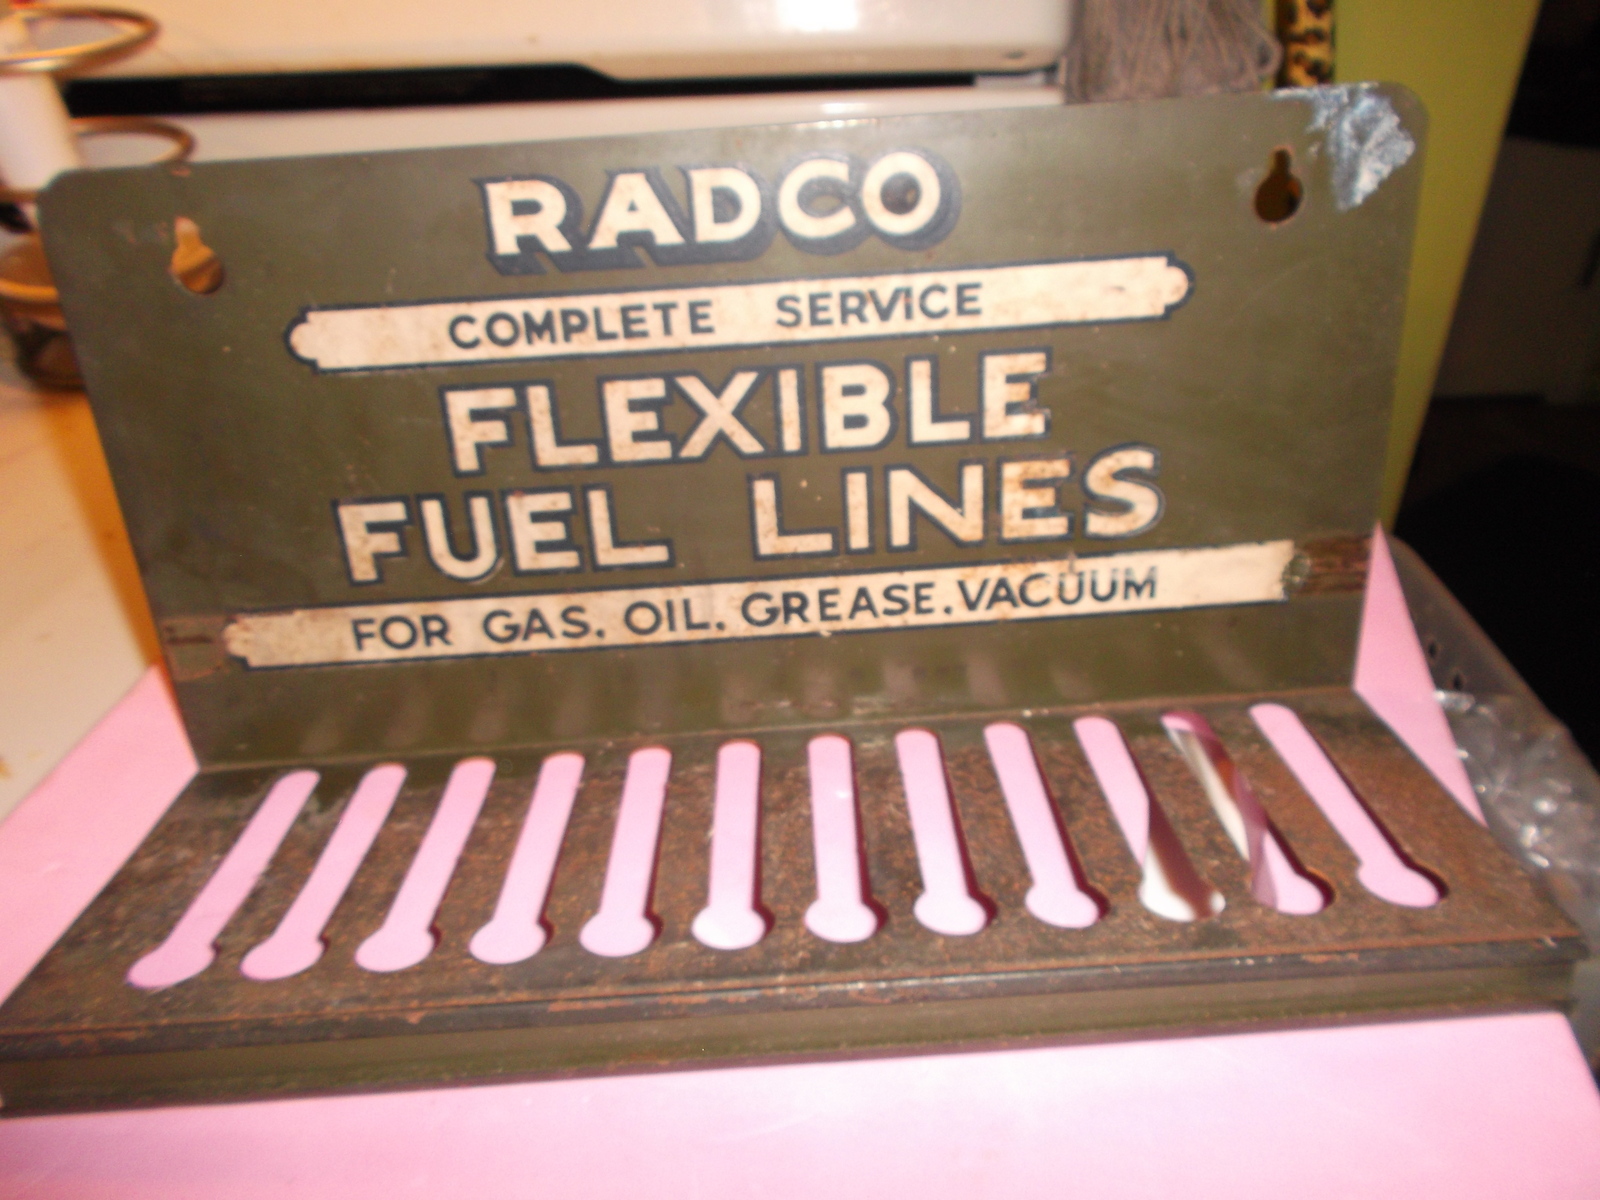 RADCO
COMPLETE SERVICE
FLEXIBLE
FUEL LINES
FOR GAS. OIL. GREASE. VACUUM